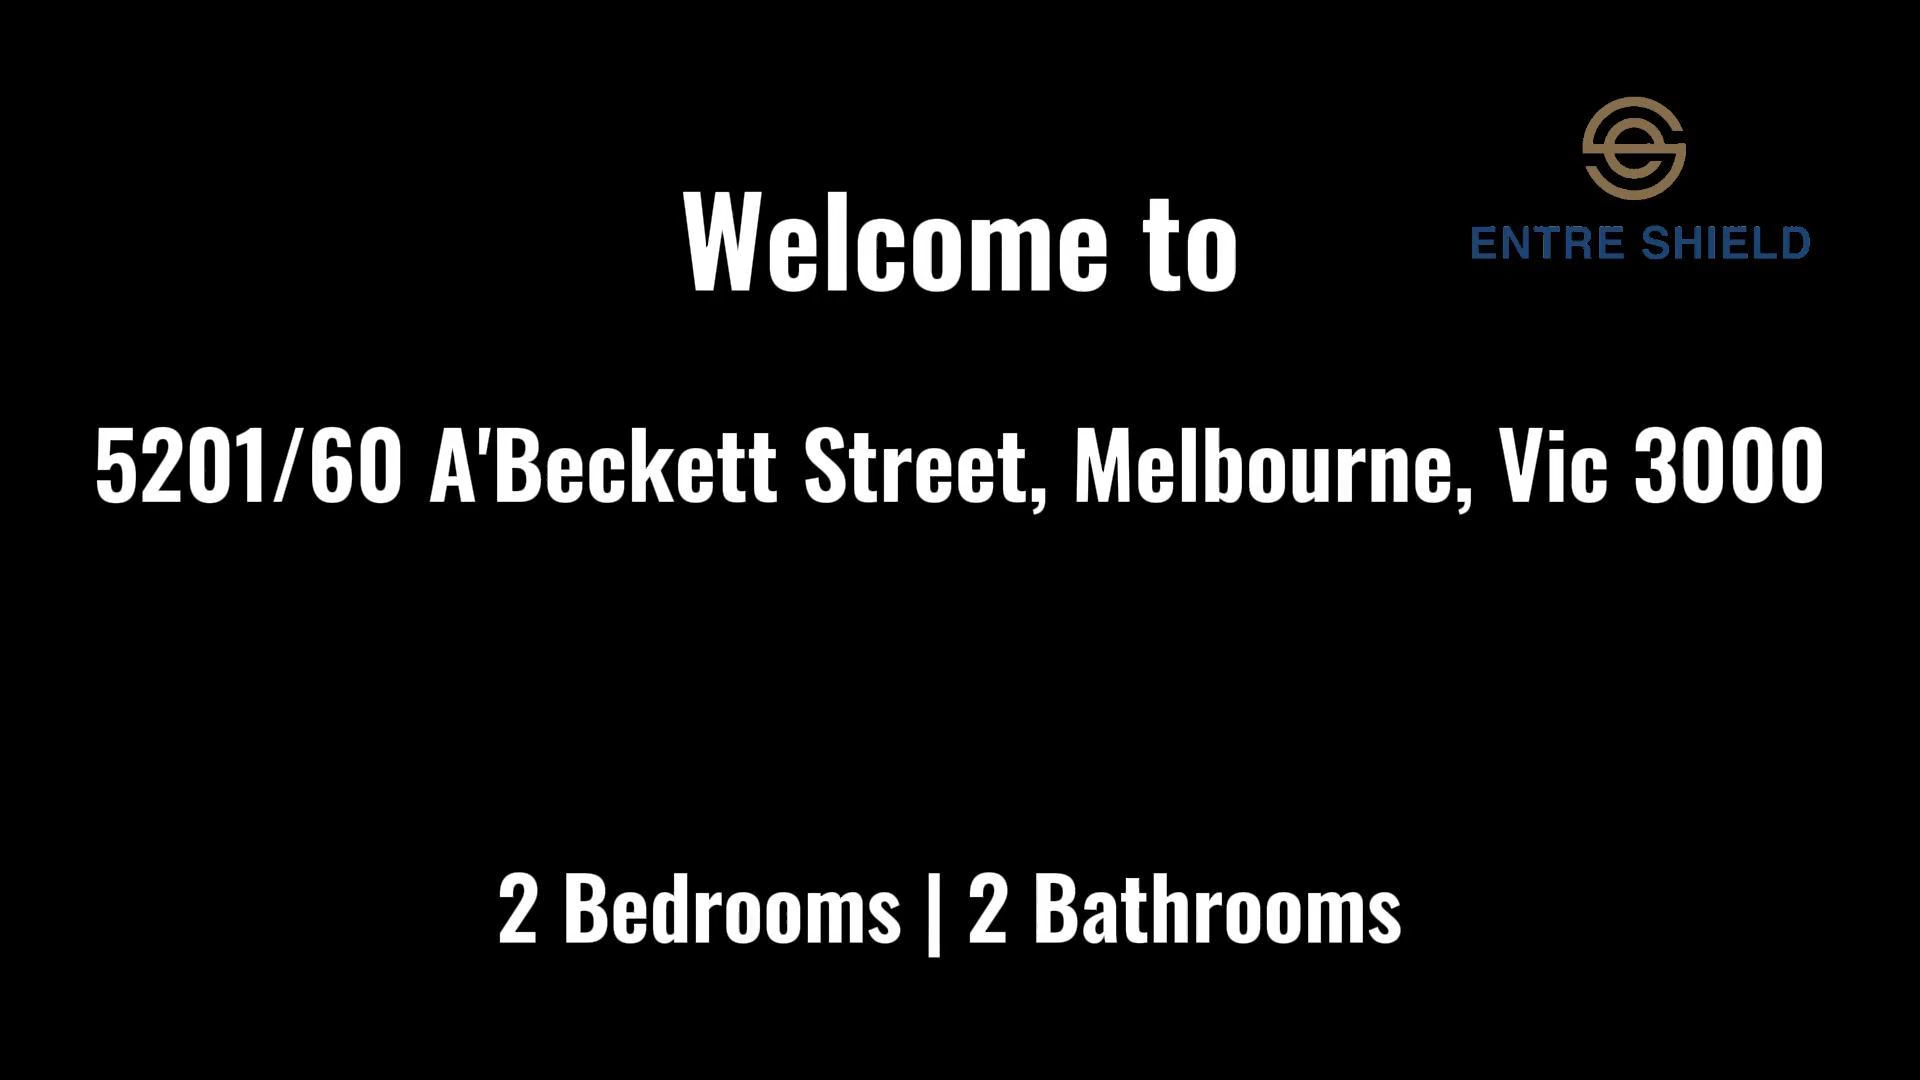 ENTRE SHIELD
Welcome to
5201/60 A'Beckett Street, Melbourne, Vic 3000
2 Bedrooms | 2 Bathrooms